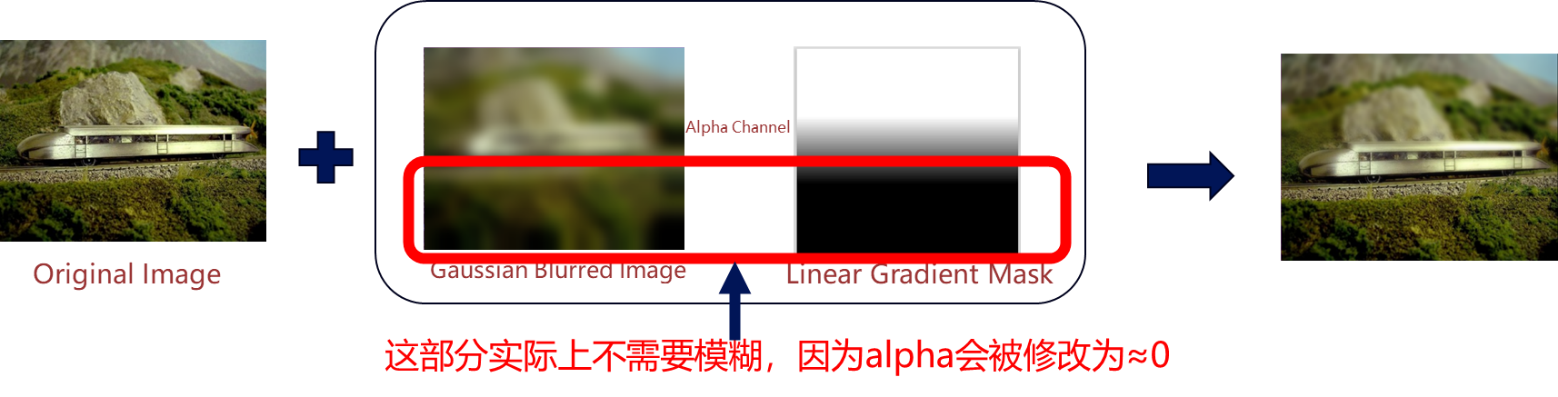 Alpha Channel
Original Image
Gaussian Blurred Image
Linear Gradient Mask
这部分实际上不需要模糊，因为alpha会被修改为≈0